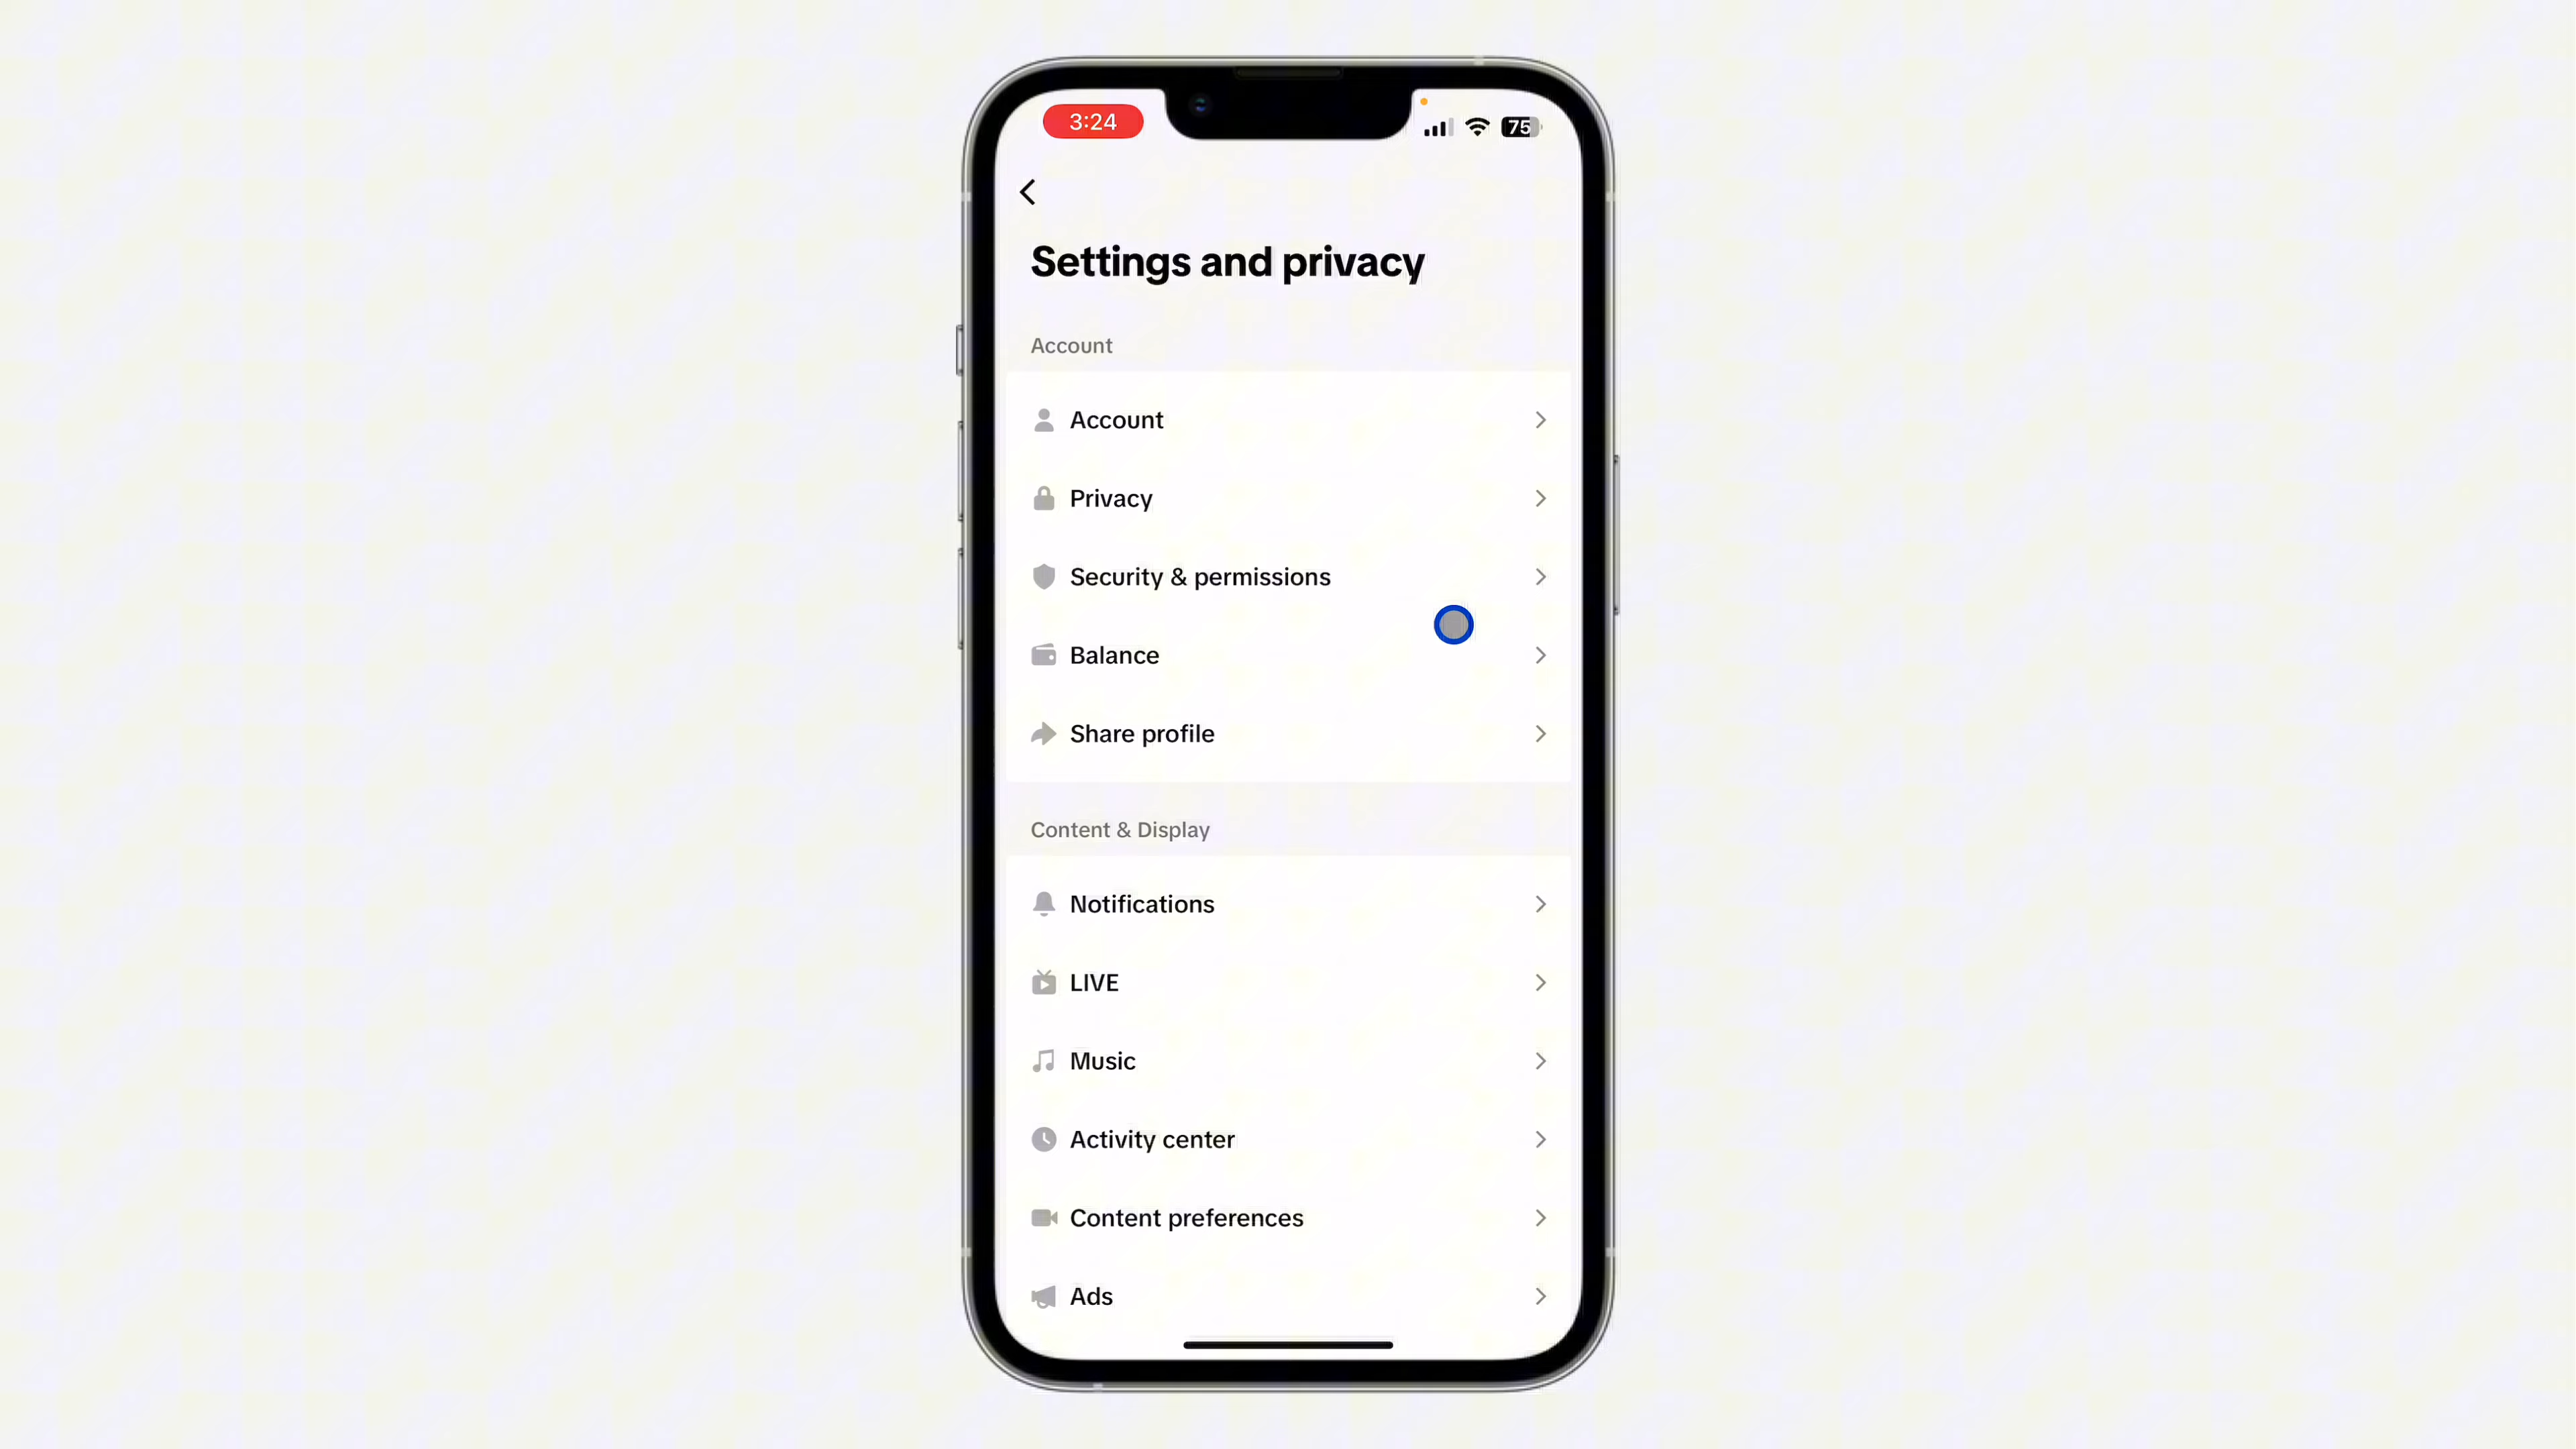 3:24
75
Settings and privacy
Account
Account
Privacy
Security & permissions
Balance
Share profile
Content & Display
Notifications
LIVE
Music
Activity center
Content preferences
Ads